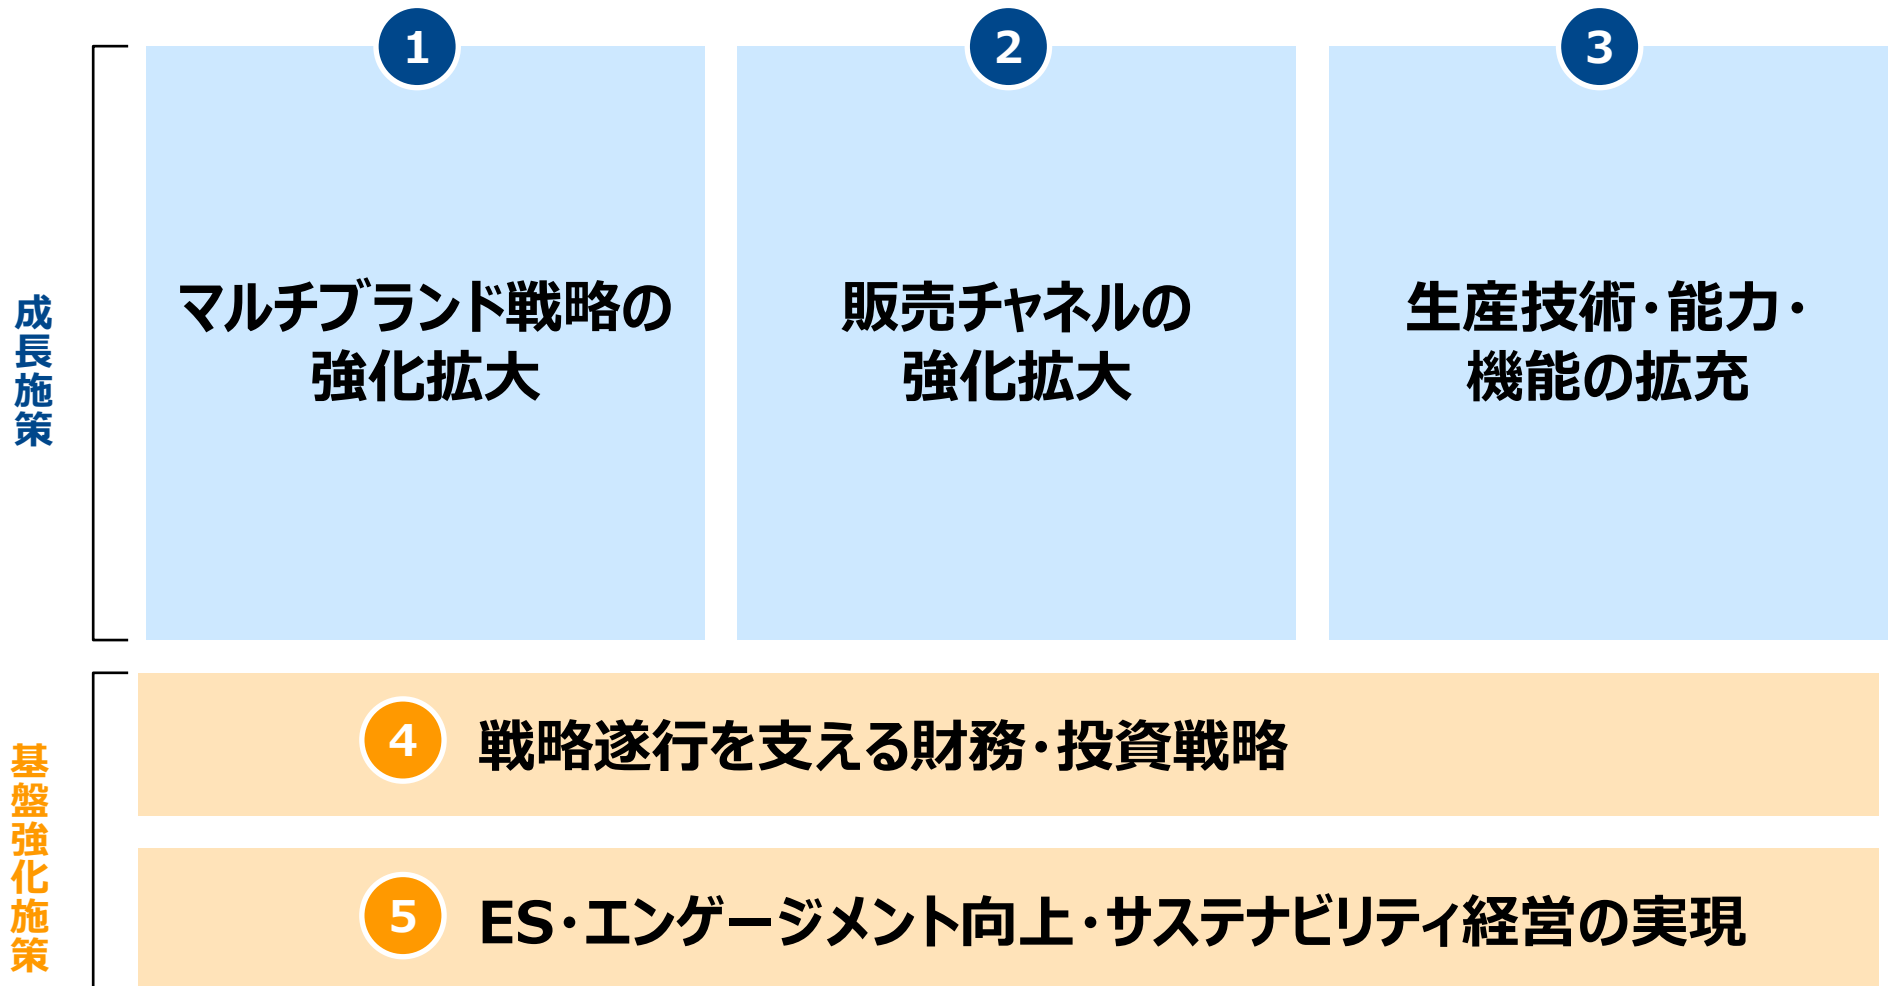 成長施策
1
マルチブランド戦略の
強化拡大
2
販売チャネルの
強化拡大
3
生産技術・能力・
機能の拡充
基盤強化施策
4
戦略遂行を支える財務・投資戦略
5
ES・エンゲージメント向上・サステナビリティ経営の実現